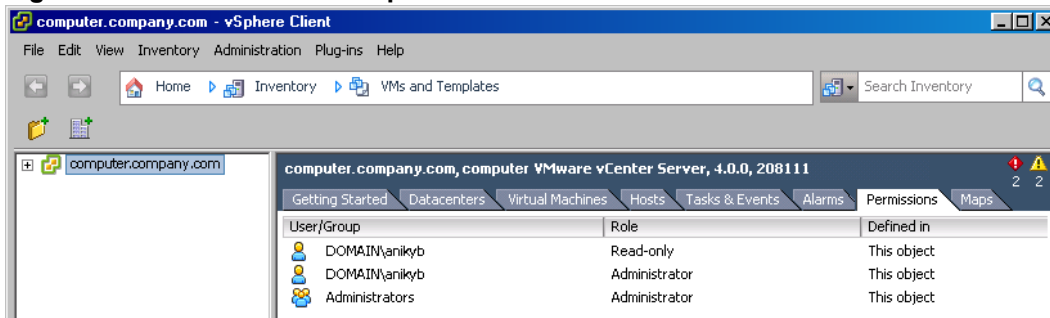 computer.company.com - vSphere Client
File Edit View Inventory Administration Plug-ins Help
Home Inventory VMs and Templates Search Inventory
computer.company.com
computer.company.com, computer VMware vCenter Server, 4.0.0, 208111
2 2
Getting Started Datacenters Virtual Machines Hosts Tasks & Events Alarms Permissions Maps
User/Group Role Defined in
DOMAIN\anikyb Read-only This object
DOMAIN\anikyb Administrator This object
Administrators Administrator This object